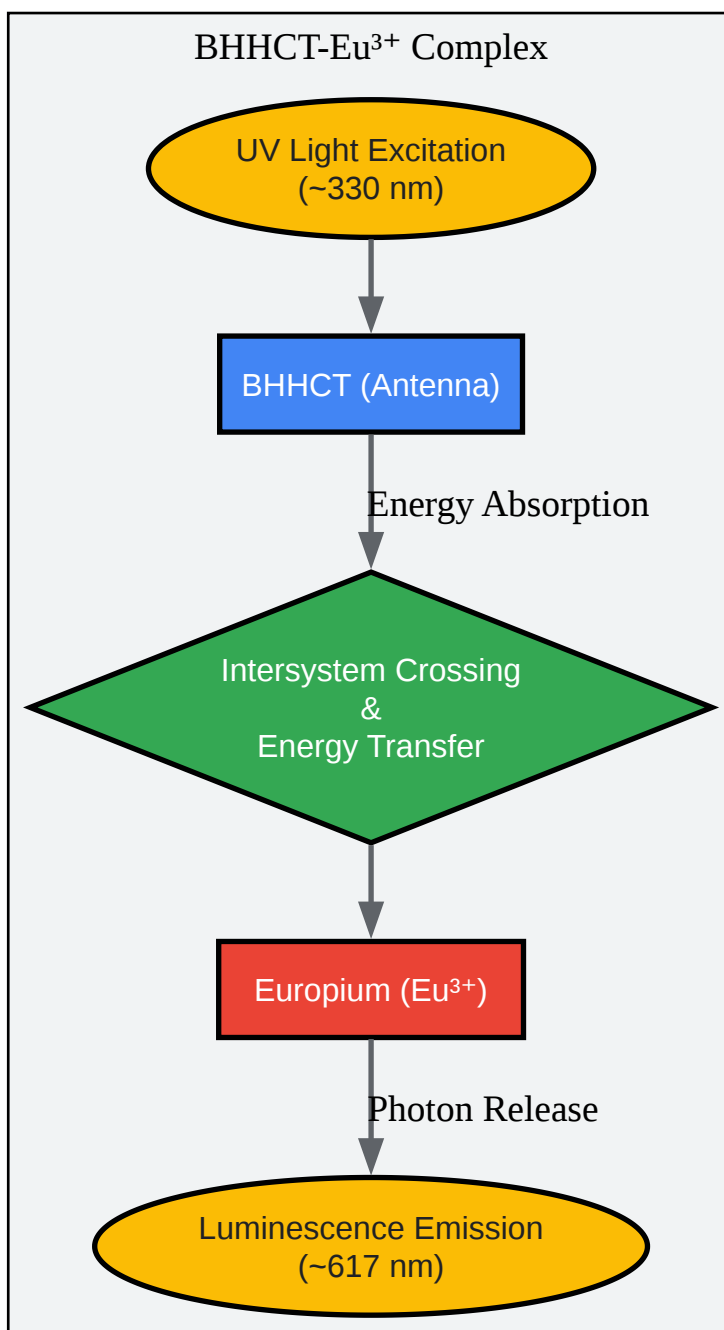 BHHCT-Eu³⁺ Complex
UV Light Excitation
(~330 nm)
BHHCT (Antenna)
Energy Absorption
Intersystem Crossing
&
Energy Transfer
Europium (Eu³⁺)
Photon Release
Luminescence Emission
(~617 nm)